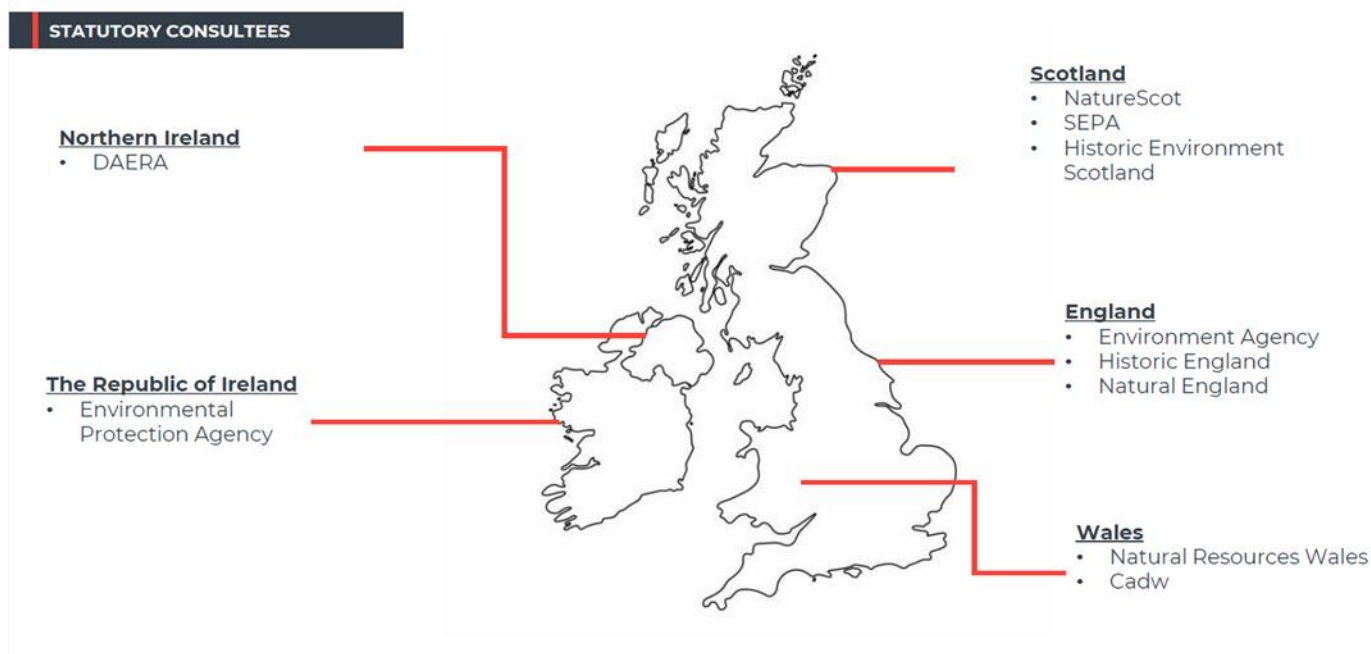 STATUTORY CONSULTEES
Northern Ireland
• DAERA
The Republic of Ireland
• Environmental
Protection Agency
Scotland
• NatureScot
• SEPA
• Historic Environment
Scotland
England
• Environment Agency
• Historic England
• Natural England
Wales
• Natural Resources Wales
• Cadw